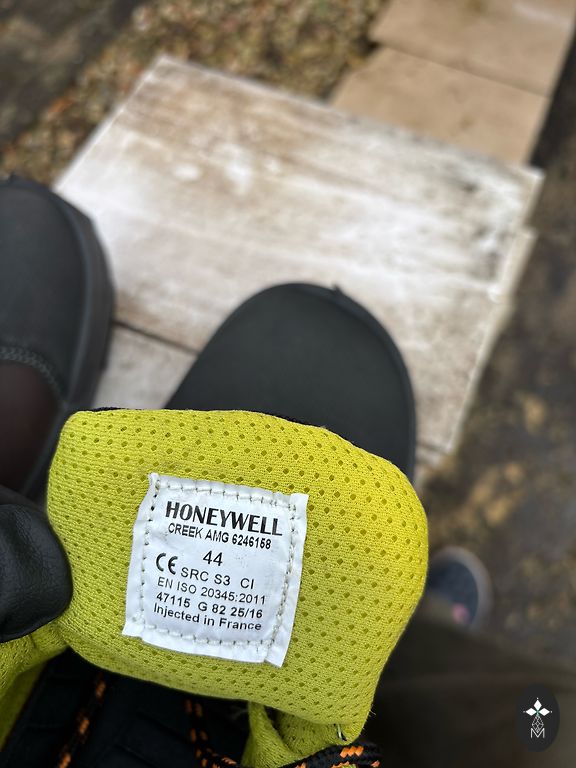 HONEYWELL
CREEK AMG 6246158
44
CE SRC S3 CI
EN ISO 20345:2011
47115 G 82 25/16
Injected in France
M